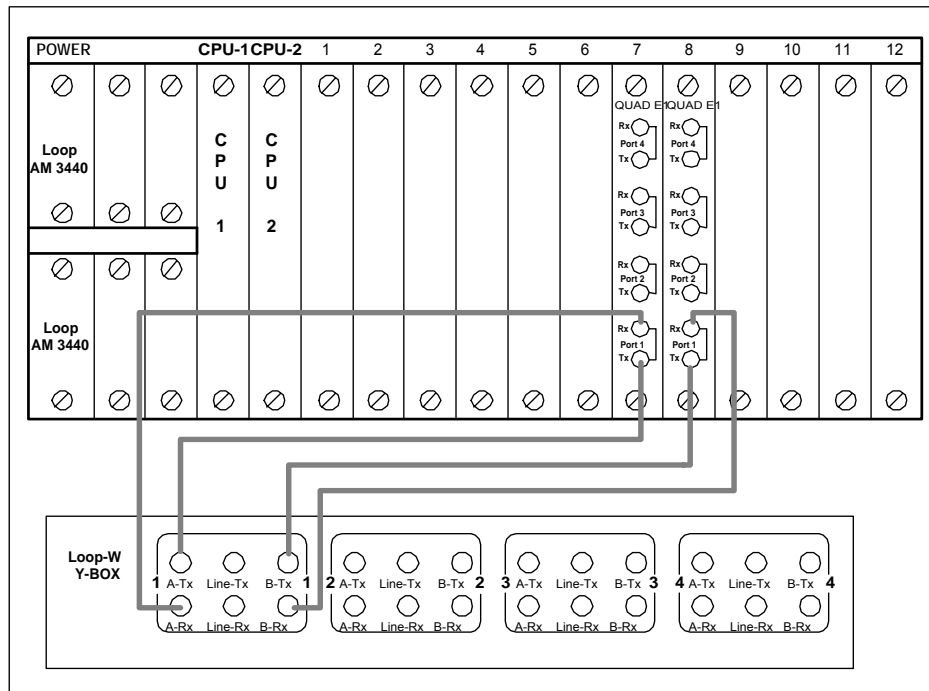 POWER CPU-1 CPU-2 1 2 3 4 5 6 7 8 9 10 11 12
QUAD E1 QUAD E1
Loop
AM 3440
C
P
U
1
C
P
U
2
Rx
Port 4
Tx
Rx
Port 3
Tx
Rx
Port 2
Tx
Rx
Port 1
Tx
Rx
Port 4
Tx
Rx
Port 3
Tx
Rx
Port 2
Tx
Rx
Port 1
Tx
Loop
AM 3440
Loop-W
Y-BOX
1 A-Tx Line-Tx B-Tx 1
A-Rx Line-Rx B-Rx
2 A-Tx Line-Tx B-Tx 2
A-Rx Line-Rx B-Rx
3 A-Tx Line-Tx B-Tx 3
A-Rx Line-Rx B-Rx
4 A-Tx Line-Tx B-Tx 4
A-Rx Line-Rx B-Rx